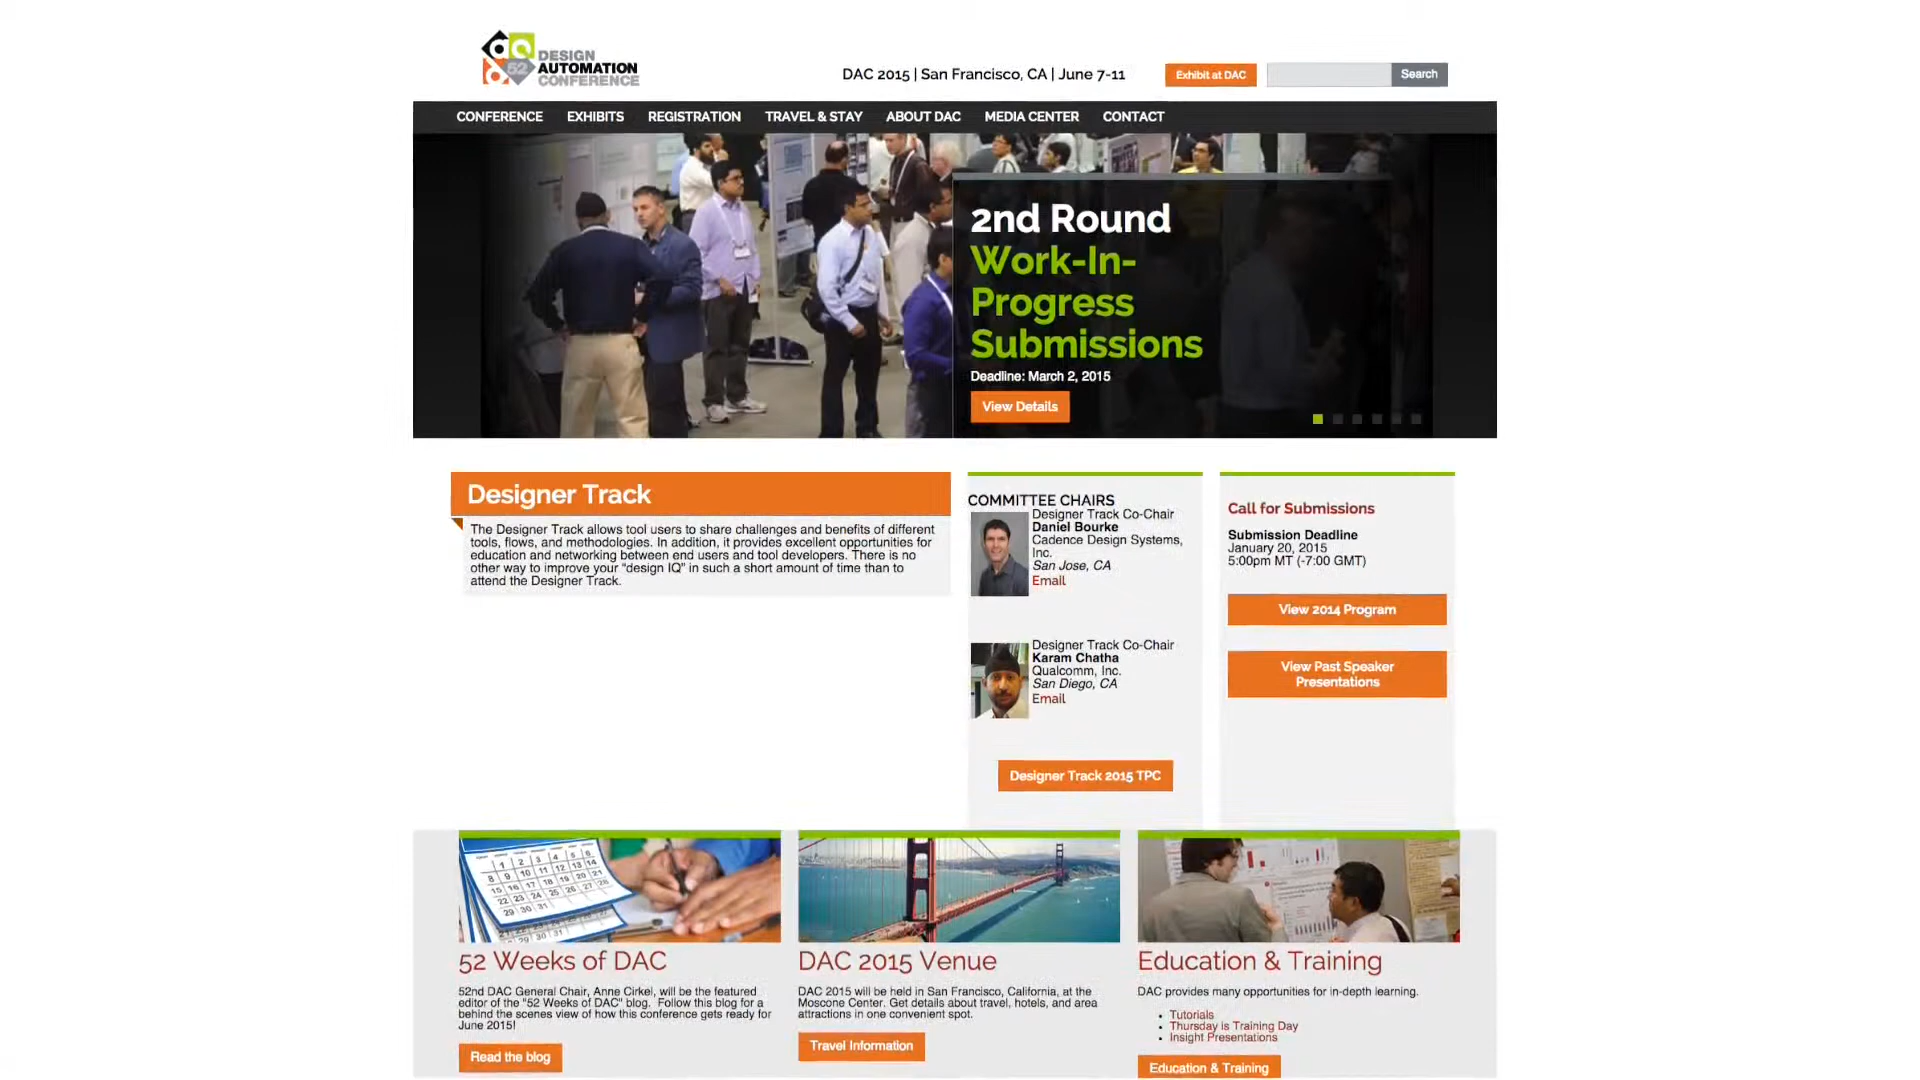 DESIGN
AUTOMATION
CONFERENCE
52
DAC 2015 | San Francisco, CA | June 7-11
Exhibit at DAC
Search
CONFERENCE EXHIBITS REGISTRATION TRAVEL & STAY ABOUT DAC MEDIA CENTER CONTACT
2nd Round
Work-In-
Progress
Submissions
Deadline: March 2, 2015
View Details
Designer Track
The Designer Track allows tool users to share challenges and benefits of different
tools, flows, and methodologies. In addition, it provides excellent opportunities for
education and networking between end users and tool developers. There is no
other way to improve your "design IQ" in such a short amount of time than to
attend the Designer Track.
COMMITTEE CHAIRS
Designer Track Co-Chair
Daniel Bourke
Cadence Design Systems,
Inc.
San Jose, CA
Email
Designer Track Co-Chair
Karam Chatha
Qualcomm, Inc.
San Diego, CA
Email
Designer Track 2015 TPC
Call for Submissions
Submission Deadline
January 20, 2015
5:00pm MT (-7:00 GMT)
View 2014 Program
View Past Speaker
Presentations
52 Weeks of DAC
52nd DAC General Chair, Anne Cirkel, will be the featured
editor of the "52 Weeks of DAC" blog. Follow this blog for a
behind the scenes view of how this conference gets ready for
June 2015!
Read the blog
DAC 2015 Venue
DAC 2015 will be held in San Francisco, California, at the
Moscone Center. Get details about travel, hotels, and area
attractions in one convenient spot.
Travel Information
Education & Training
DAC provides many opportunities for in-depth learning.
• Tutorials
• Thursday is Training Day
• Insight Presentations
Education & Training